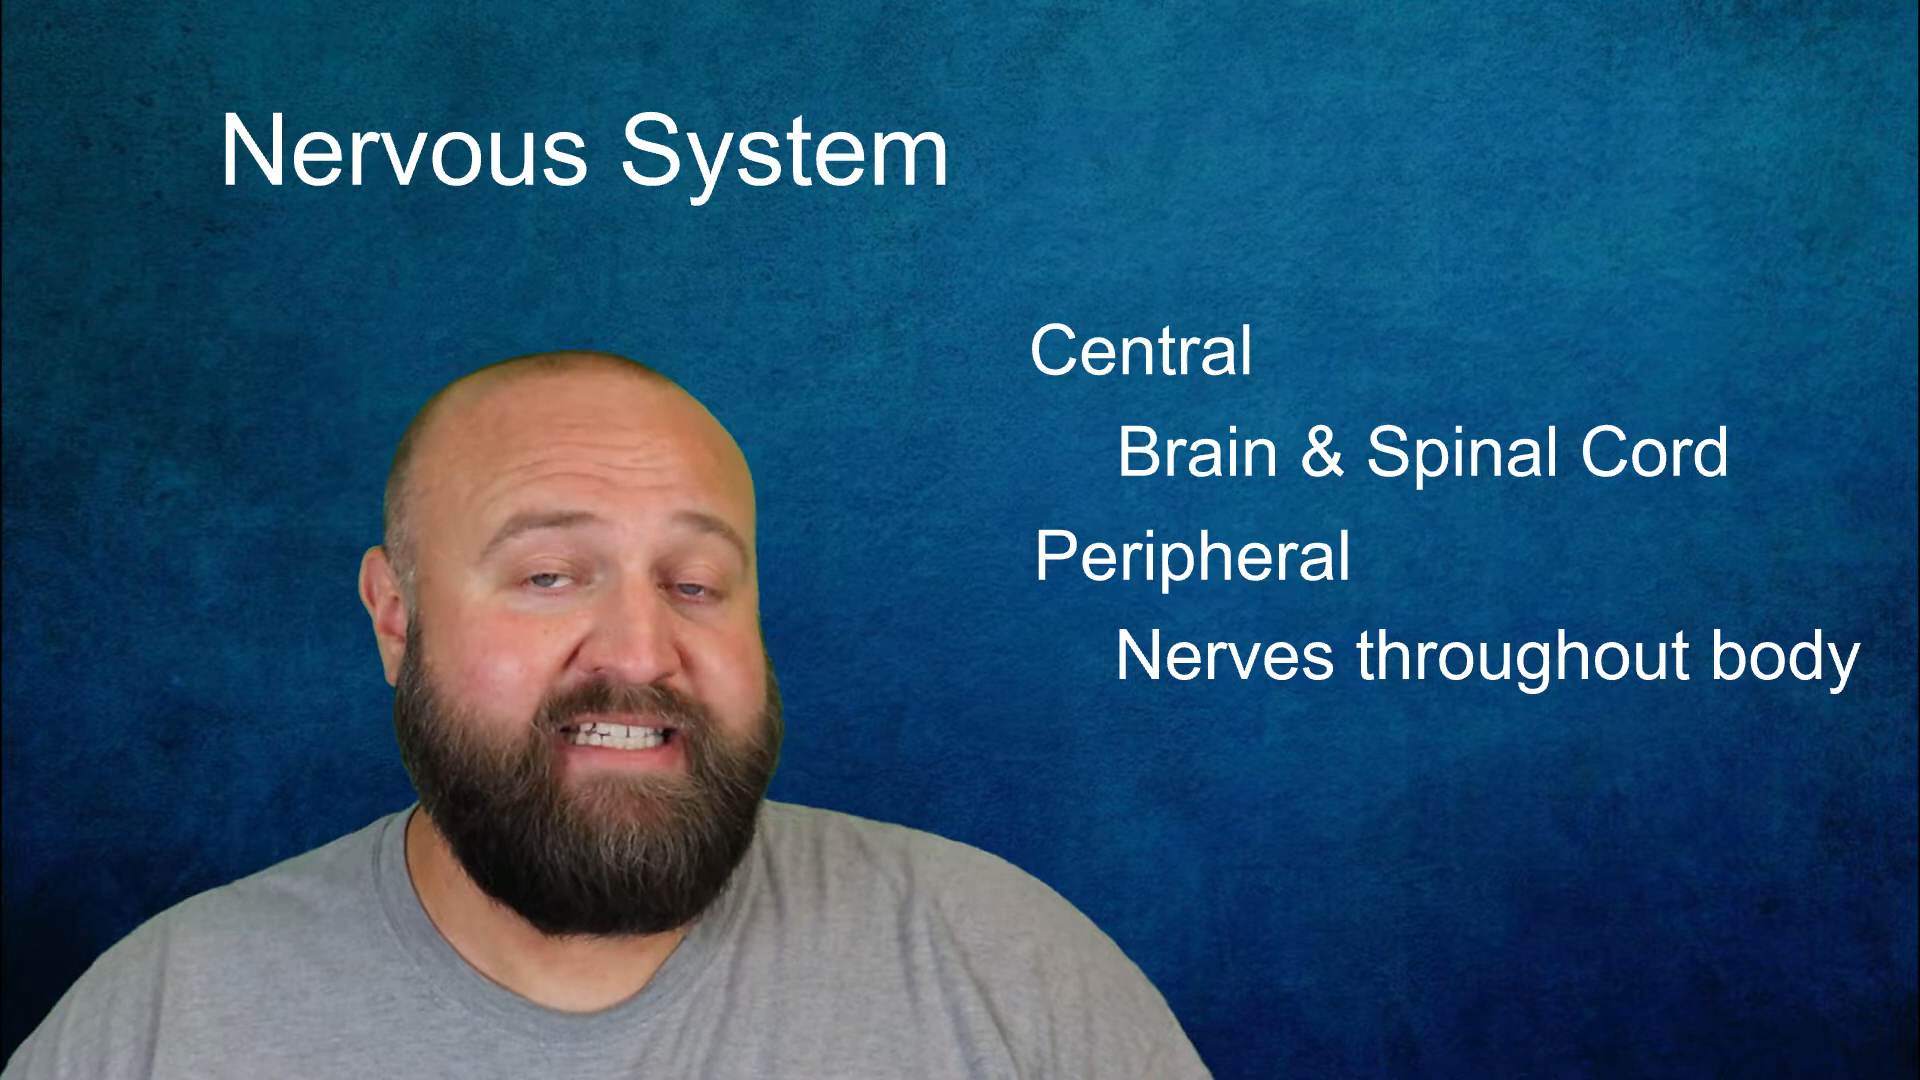 Nervous System
Central
Brain & Spinal Cord
Peripheral
Nerves throughout body